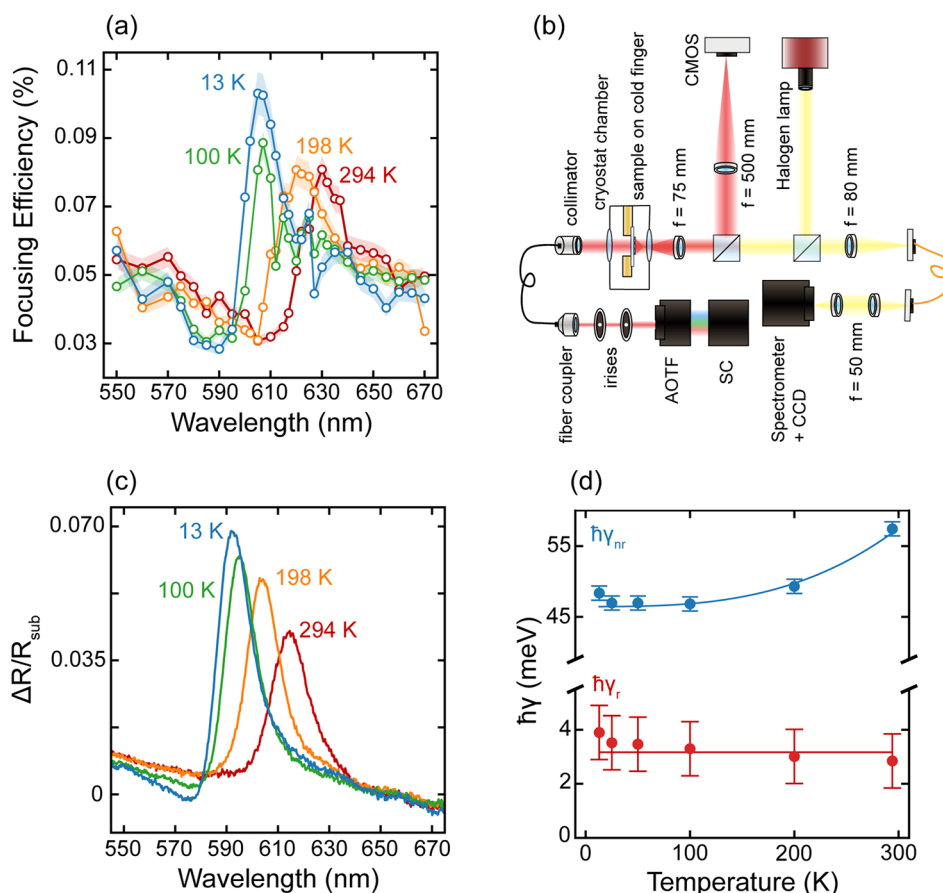 (a)
0.11
0.09
0.07
0.05
0.03
Focusing Efficiency (%)
13 K
100 K
198 K
294 K
550 570 590 610 630 650 670
Wavelength (nm)
(b)
CMOS
Halogen lamp
collimator
cryostat chamber
sample on cold finger
f = 75 mm
f = 500 mm
f = 80 mm
fiber coupler
irises
AOTF
SC
Spectrometer
+ CCD
f = 50 mm
(c)
0.070
0.035
0
ΔR/R_sub
13 K
100 K
198 K
294 K
550 570 590 610 630 650 670
Wavelength (nm)
(d)
55
45
4
2
0
ħγ (meV)
ħγ_nr
ħγ_r
0 100 200 300
Temperature (K)